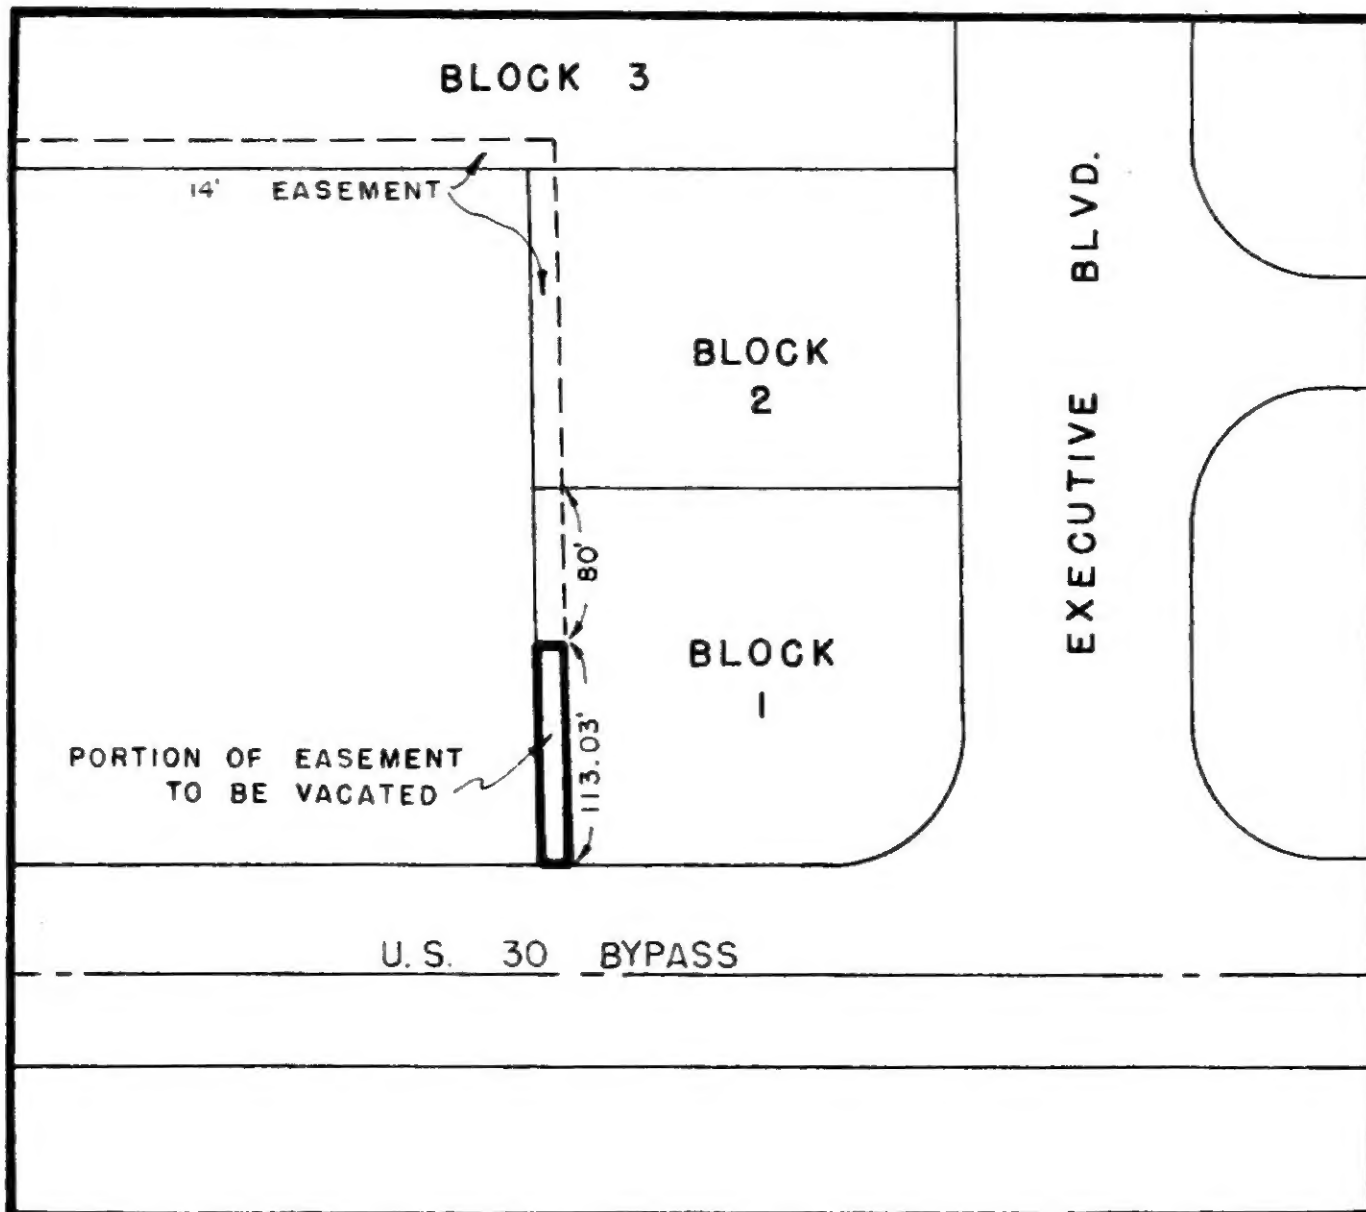 BLOCK 3
14' EASEMENT
BLOCK
2
80'
BLOCK
1
113.03'
PORTION OF EASEMENT
TO BE VACATED
EXECUTIVE BLVD.
U.S. 30 BYPASS